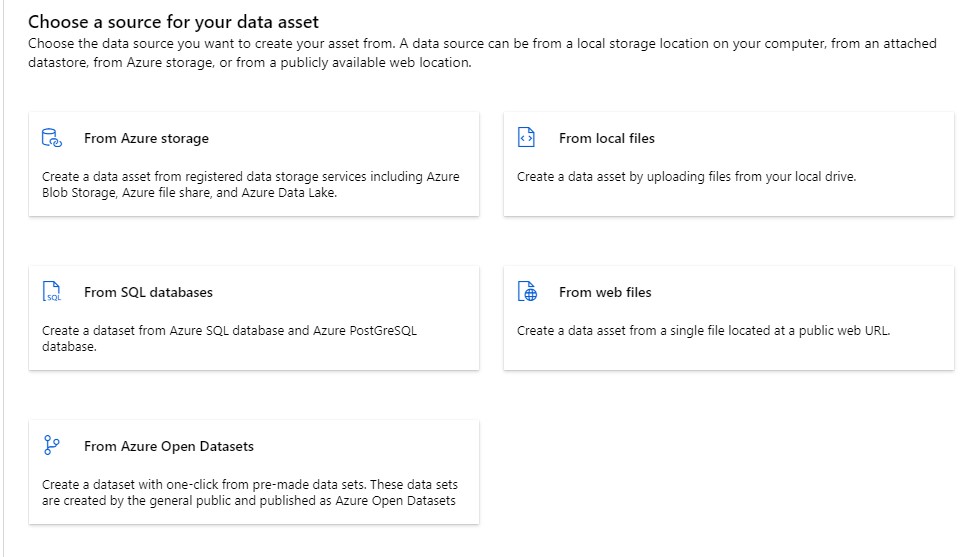 Choose a source for your data asset
Choose the data source you want to create your asset from. A data source can be from a local storage location on your computer, from an attached
datastore, from Azure storage, or from a publicly available web location.
From Azure storage
Create a data asset from registered data storage services including Azure
Blob Storage, Azure file share, and Azure Data Lake.
From local files
Create a data asset by uploading files from your local drive.
SQL
From SQL databases
Create a dataset from Azure SQL database and Azure PostGreSQL
database.
From web files
Create a data asset from a single file located at a public web URL.
From Azure Open Datasets
Create a dataset with one-click from pre-made data sets. These data sets
are created by the general public and published as Azure Open Datasets